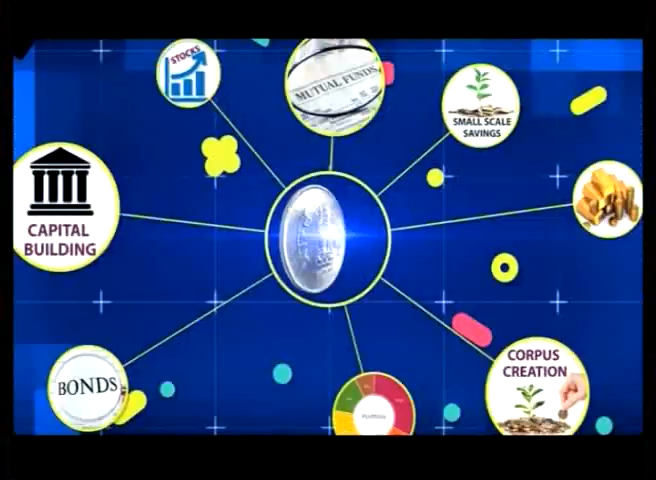 STOCKS
MUTUAL FUNDS
SMALL SCALE
SAVINGS
CAPITAL
BUILDING
BONDS
CORPUS
CREATION